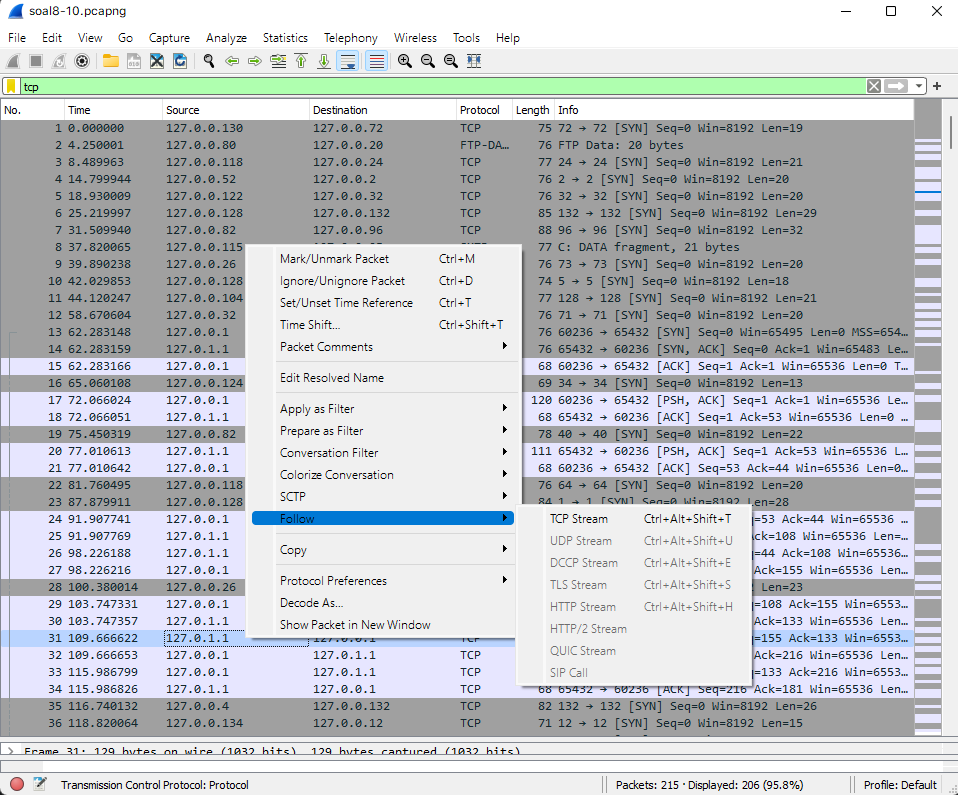 soal8-10.pcapng
File Edit View Go Capture Analyze Statistics Telephony Wireless Tools Help
tcp
No. Time Source Destination Protocol Length Info
1 0.000000 127.0.0.130 127.0.0.72 TCP 75 72 → 72 [SYN] Seq=0 Win=8192 Len=19
2 4.250001 127.0.0.80 127.0.0.20 FTP-DA… 76 FTP Data: 20 bytes
3 8.489963 127.0.0.118 127.0.0.24 TCP 77 24 → 24 [SYN] Seq=0 Win=8192 Len=21
4 14.799944 127.0.0.52 127.0.0.2 TCP 76 2 → 2 [SYN] Seq=0 Win=8192 Len=20
5 18.930009 127.0.0.122 127.0.0.32 TCP 76 32 → 32 [SYN] Seq=0 Win=8192 Len=20
6 25.219997 127.0.0.128 127.0.0.132 TCP 85 132 → 132 [SYN] Seq=0 Win=8192 Len=29
7 31.509940 127.0.0.82 127.0.0.96 TCP 88 96 → 96 [SYN] Seq=0 Win=8192 Len=32
8 37.820065 127.0.0.115 77 C: DATA fragment, 21 bytes
9 39.890238 127.0.0.26 76 73 → 73 [SYN] Seq=0 Win=8192 Len=20
10 42.029853 127.0.0.128 74 5 → 5 [SYN] Seq=0 Win=8192 Len=18
11 44.120247 127.0.0.104 77 128 → 128 [SYN] Seq=0 Win=8192 Len=21
12 58.670604 127.0.0.32 76 71 → 71 [SYN] Seq=0 Win=8192 Len=20
13 62.283148 127.0.0.1 76 60236 → 65432 [SYN] Seq=0 Win=65495 Len=0 MSS=654…
14 62.283159 127.0.1.1 76 65432 → 60236 [SYN, ACK] Seq=0 Ack=1 Win=65483 Le…
15 62.283166 127.0.0.1 68 60236 → 65432 [ACK] Seq=1 Ack=1 Win=65536 Len=0 T…
16 65.060108 127.0.0.124 69 34 → 34 [SYN] Seq=0 Win=8192 Len=13
17 72.066024 127.0.0.1 120 60236 → 65432 [PSH, ACK] Seq=1 Ack=1 Win=65536 Le…
18 72.066051 127.0.1.1 68 65432 → 60236 [ACK] Seq=1 Ack=53 Win=65536 Len=0 …
19 75.450319 127.0.0.82 78 40 → 40 [SYN] Seq=0 Win=8192 Len=22
20 77.010613 127.0.1.1 111 65432 → 60236 [PSH, ACK] Seq=1 Ack=53 Win=65536 L…
21 77.010642 127.0.0.1 68 60236 → 65432 [ACK] Seq=53 Ack=44 Win=65536 Len=0…
22 81.760495 127.0.0.118 76 64 → 64 [SYN] Seq=0 Win=8192 Len=20
23 87.879911 127.0.0.128 84 1 → 1 [SYN] Seq=0 Win=8192 Len=28
24 91.907741 127.0.0.1 =53 Ack=44 Win=65536 …
25 91.907769 127.0.1.1 Ack=108 Win=65536 Len=…
26 98.226188 127.0.1.1 =44 Ack=108 Win=65536 …
27 98.226216 127.0.0.1 Ack=155 Win=65536 Len=…
28 100.380014 127.0.0.26 Len=23
29 103.747331 127.0.0.1 =108 Ack=155 Win=6553…
30 103.747357 127.0.1.1 Ack=133 Win=65536 Len…
31 109.666622 127.0.1.1 127.0.0.1 TCP =155 Ack=133 Win=6553…
32 109.666653 127.0.0.1 127.0.1.1 TCP Ack=216 Win=65536 Len…
33 115.986799 127.0.0.1 127.0.1.1 TCP =133 Ack=216 Win=6553…
34 115.986826 127.0.1.1 127.0.0.1 TCP 68 65432 → 60236 [ACK] Seq=216 Ack=181 Win=65536 Le…
35 116.740132 127.0.0.4 127.0.0.132 TCP 82 132 → 132 [SYN] Seq=0 Win=8192 Len=26
36 118.820064 127.0.0.134 127.0.0.12 TCP 71 12 → 12 [SYN] Seq=0 Win=8192 Len=15
Mark/Unmark Packet Ctrl+M
Ignore/Unignore Packet Ctrl+D
Set/Unset Time Reference Ctrl+T
Time Shift... Ctrl+Shift+T
Packet Comments
Edit Resolved Name
Apply as Filter
Prepare as Filter
Conversation Filter
Colorize Conversation
SCTP
Follow
Copy
Protocol Preferences
Decode As...
Show Packet in New Window
TCP Stream Ctrl+Alt+Shift+T
UDP Stream Ctrl+Alt+Shift+U
DCCP Stream Ctrl+Alt+Shift+E
TLS Stream Ctrl+Alt+Shift+S
HTTP Stream Ctrl+Alt+Shift+H
HTTP/2 Stream
QUIC Stream
SIP Call
Frame 31: 129 bytes on wire (1032 bits), 129 bytes captured (1032 bits)
Transmission Control Protocol: Protocol
Packets: 215 · Displayed: 206 (95.8%)
Profile: Default